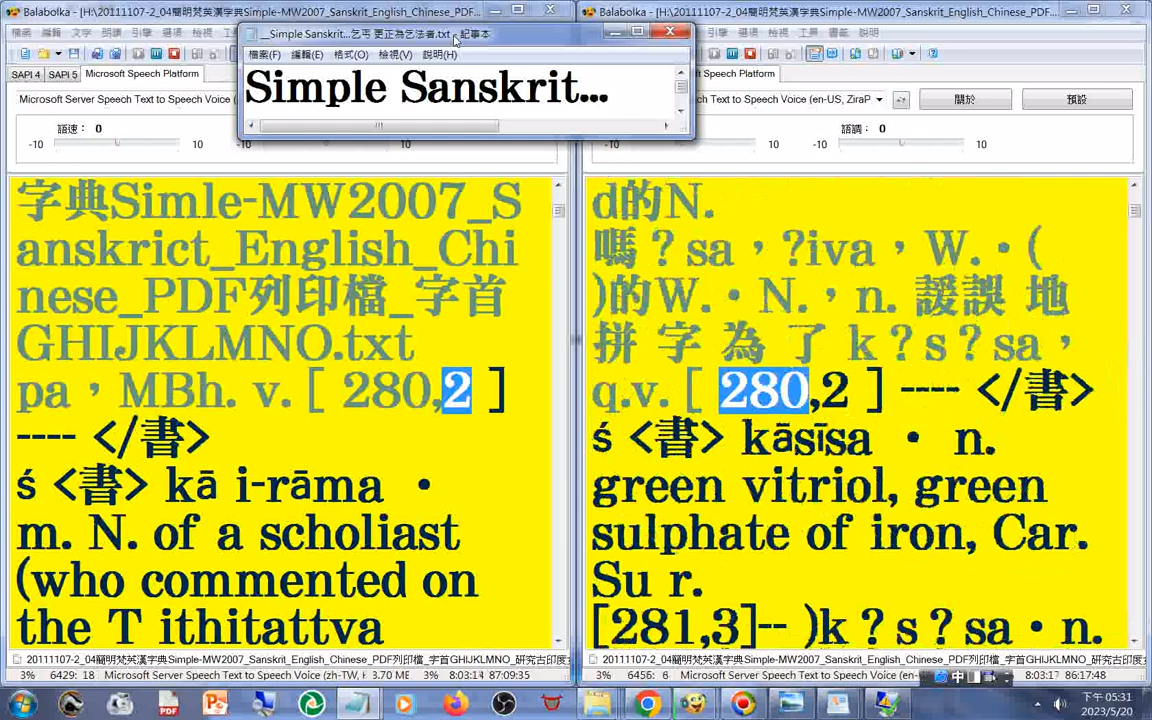 Balabolka - [H:\20111107-2_04簡明梵英漢字典Simple-MW2007_Sanskrit_English_Chinese_PDF...
Balabolka - [H:\20111107-2_04簡明梵英漢字典Simple-MW2007_Sanskrit_English_Chinese_PDF...
__Simple Sanskrit...乞丐 更正為乞法者.txt - 記事本
檔案(F) 編輯(E) 格式(O) 檢視(V) 說明(H)
Simple Sanskrit...
SAPI 4 SAPI 5 Microsoft Speech Platform
Speech Platform
Microsoft Server Speech Text to Speech Voice (
Microsoft Server Speech Text to Speech Voice (en-US, ZiraP
關於
預設
語速： 0
語調： 0
-10 10 -10
-10 10 -10 10
字典Simle-MW2007_S
anskrict_English_Chi
nese_PDF列印檔_字首
GHIJKLMNO.txt
pa，MBh. v. [ 280,2 ]
---- </書>
ś <書> kā i-rāma ・
m. N. of a scholiast
(who commented on
the T ithitattva
d的N.
嗎？sa，?iva，W.・(
)的W.・N.，n. 諼誤 地
拼 字 為 了 k？s？sa，
q.v. [ 280,2 ] ---- </書>
ś <書> kāsīsa ・ n.
green vitriol, green
sulphate of iron, Car.
Su r.
[281,3]-- )k？s？sa・n.
20111107-2_04簡明梵英漢字典Simple-MW2007_Sanskrit_English_Chinese_PDF列印檔_字首GHIJKLMNO_研究古印度
20111107-2_04簡明梵英漢字典Simple-MW2007_Sanskrit_English_Chinese_PDF列印檔_字首GHIJKLMNO_研究古印度
3% 6429: 18 Microsoft Server Speech Text to Speech Voice (zh-TW, 3.70 ME 3% 8:03:14 87:09:35
3% 6456: 6 Microsoft Server Speech Text to Speech 8:03:17 86:17:48
中
下午 05:31
2023/5/20